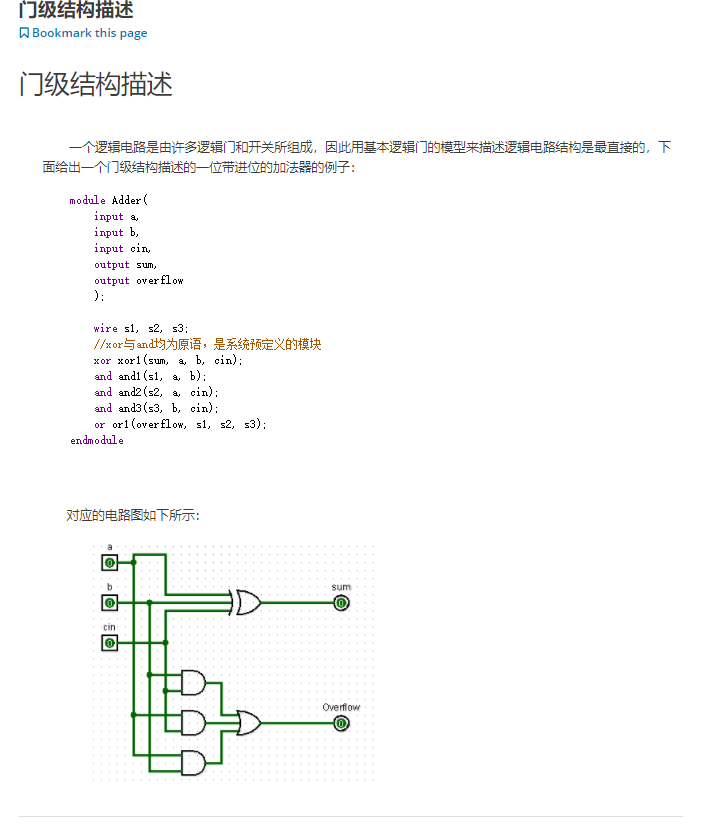 门级结构描述
Bookmark this page
门级结构描述
一个逻辑电路是由许多逻辑门和开关所组成，因此用基本逻辑门的模型来描述逻辑电路结构是最直接的，下
面给出一个门级结构描述的一位带进位的加法器的例子：
module Adder(
input a,
input b,
input cin,
output sum,
output overflow
);
wire s1, s2, s3;
//xor与and均为原语，是系统预定义的模块
xor xor1(sum, a, b, cin);
and and1(s1, a, b);
and and2(s2, a, cin);
and and3(s3, b, cin);
or or1(overflow, s1, s2, s3);
endmodule
对应的电路图如下所示：
a
0
b
0
sum
0
cin
0
Overflow
0